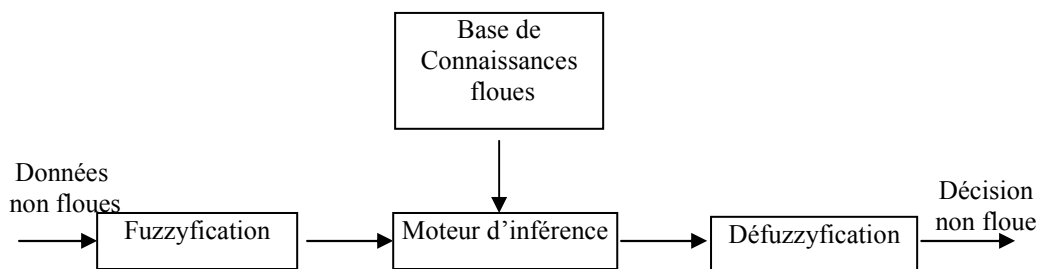 Base de
Connaissances
floues
Données
non floues
Fuzzyfication
Moteur d'inférence
Défuzzyfication
Décision
non floue